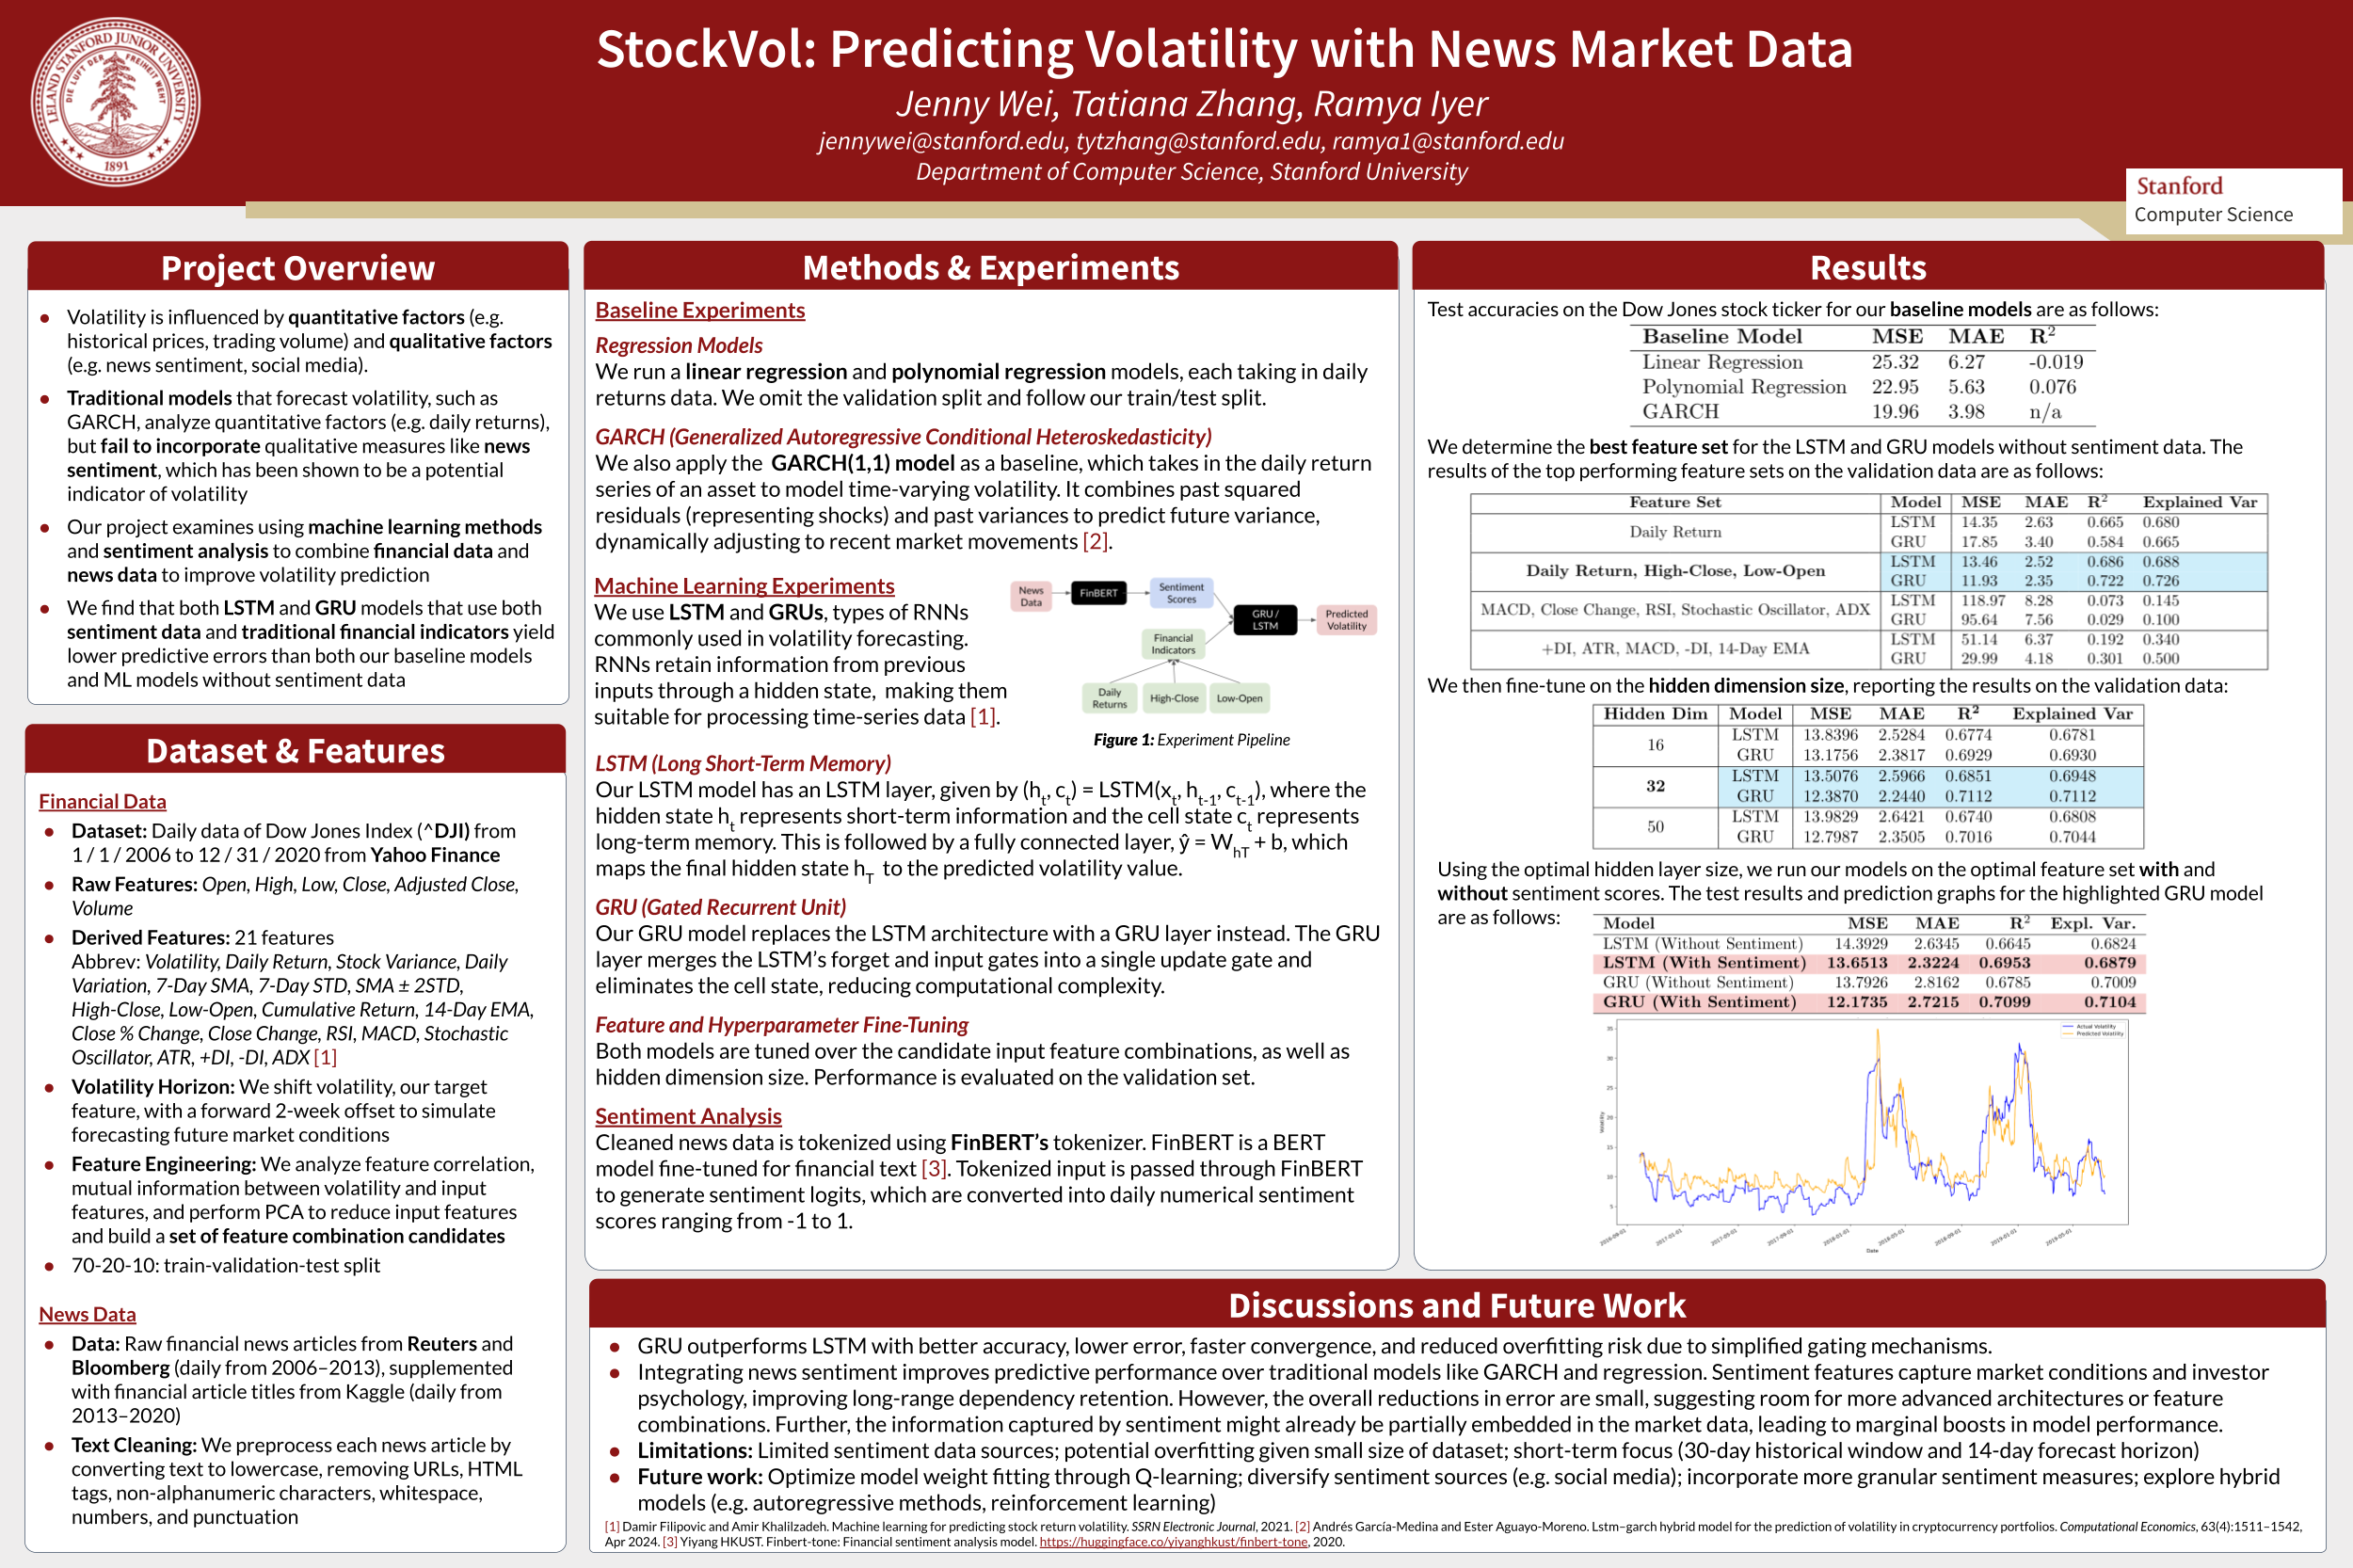 StockVol: Predicting Volatility with News Market Data
Jenny Wei, Tatiana Zhang, Ramya Iyer
jennywei@stanford.edu, tytzhang@stanford.edu, ramya1@stanford.edu
Department of Computer Science, Stanford University
LELAND STANFORD JUNIOR UNIVERSITY
DIE LUFT DER FREIHEIT WEHT
1891
Stanford
Computer Science
Project Overview
• Volatility is influenced by quantitative factors (e.g.
historical prices, trading volume) and qualitative factors
(e.g. news sentiment, social media).
• Traditional models that forecast volatility, such as
GARCH, analyze quantitative factors (e.g. daily returns),
but fail to incorporate qualitative measures like news
sentiment, which has been shown to be a potential
indicator of volatility
• Our project examines using machine learning methods
and sentiment analysis to combine financial data and
news data to improve volatility prediction
• We find that both LSTM and GRU models that use both
sentiment data and traditional financial indicators yield
lower predictive errors than both our baseline models
and ML models without sentiment data
Dataset & Features
Financial Data
• Dataset: Daily data of Dow Jones Index (^DJI) from
1 / 1 / 2006 to 12 / 31 / 2020 from Yahoo Finance
• Raw Features: Open, High, Low, Close, Adjusted Close,
Volume
• Derived Features: 21 features
Abbrev: Volatility, Daily Return, Stock Variance, Daily
Variation, 7-Day SMA, 7-Day STD, SMA ± 2STD,
High-Close, Low-Open, Cumulative Return, 14-Day EMA,
Close % Change, Close Change, RSI, MACD, Stochastic
Oscillator, ATR, +DI, -DI, ADX [1]
• Volatility Horizon: We shift volatility, our target
feature, with a forward 2-week offset to simulate
forecasting future market conditions
• Feature Engineering: We analyze feature correlation,
mutual information between volatility and input
features, and perform PCA to reduce input features
and build a set of feature combination candidates
• 70-20-10: train-validation-test split
News Data
• Data: Raw financial news articles from Reuters and
Bloomberg (daily from 2006–2013), supplemented
with financial article titles from Kaggle (daily from
2013–2020)
• Text Cleaning: We preprocess each news article by
converting text to lowercase, removing URLs, HTML
tags, non-alphanumeric characters, whitespace,
numbers, and punctuation
Methods & Experiments
Baseline Experiments
Regression Models
We run a linear regression and polynomial regression models, each taking in daily
returns data. We omit the validation split and follow our train/test split.
GARCH (Generalized Autoregressive Conditional Heteroskedasticity)
We also apply the GARCH(1,1) model as a baseline, which takes in the daily return
series of an asset to model time-varying volatility. It combines past squared
residuals (representing shocks) and past variances to predict future variance,
dynamically adjusting to recent market movements [2].
Machine Learning Experiments
We use LSTM and GRUs, types of RNNs
commonly used in volatility forecasting.
RNNs retain information from previous
inputs through a hidden state, making them
suitable for processing time-series data [1].
News Data
FinBERT
Sentiment Scores
GRU / LSTM
Predicted Volatility
Financial Indicators
Daily Returns
High-Close
Low-Open
Figure 1: Experiment Pipeline
LSTM (Long Short-Term Memory)
Our LSTM model has an LSTM layer, given by (h_t, c_t) = LSTM(x_t, h_t-1, c_t-1), where the
hidden state h_t represents short-term information and the cell state c_t represents
long-term memory. This is followed by a fully connected layer, ŷ = W_hT + b, which
maps the final hidden state h_T to the predicted volatility value.
GRU (Gated Recurrent Unit)
Our GRU model replaces the LSTM architecture with a GRU layer instead. The GRU
layer merges the LSTM's forget and input gates into a single update gate and
eliminates the cell state, reducing computational complexity.
Feature and Hyperparameter Fine-Tuning
Both models are tuned over the candidate input feature combinations, as well as
hidden dimension size. Performance is evaluated on the validation set.
Sentiment Analysis
Cleaned news data is tokenized using FinBERT's tokenizer. FinBERT is a BERT
model fine-tuned for financial text [3]. Tokenized input is passed through FinBERT
to generate sentiment logits, which are converted into daily numerical sentiment
scores ranging from -1 to 1.
Results
Test accuracies on the Dow Jones stock ticker for our baseline models are as follows:
Baseline Model MSE MAE R²
Linear Regression 25.32 6.27 -0.019
Polynomial Regression 22.95 5.63 0.076
GARCH 19.96 3.98 n/a
We determine the best feature set for the LSTM and GRU models without sentiment data. The
results of the top performing feature sets on the validation data are as follows:
Feature Set Model MSE MAE R² Explained Var
Daily Return
LSTM 14.35 2.63 0.665 0.680
GRU 17.85 3.40 0.584 0.665
Daily Return, High-Close, Low-Open
LSTM 13.46 2.52 0.686 0.688
GRU 11.93 2.35 0.722 0.726
MACD, Close Change, RSI, Stochastic Oscillator, ADX
LSTM 118.97 8.28 0.073 0.145
GRU 95.64 7.56 0.029 0.100
+DI, ATR, MACD, -DI, 14-Day EMA
LSTM 51.14 6.37 0.192 0.340
GRU 29.99 4.18 0.301 0.500
We then fine-tune on the hidden dimension size, reporting the results on the validation data:
Hidden Dim Model MSE MAE R² Explained Var
16
LSTM 13.8396 2.5284 0.6774 0.6781
GRU 13.1756 2.3817 0.6929 0.6930
32
LSTM 13.5076 2.5966 0.6851 0.6948
GRU 12.3870 2.2440 0.7112 0.7112
50
LSTM 13.9829 2.6421 0.6740 0.6808
GRU 12.7987 2.3505 0.7016 0.7044
Using the optimal hidden layer size, we run our models on the optimal feature set with and
without sentiment scores. The test results and prediction graphs for the highlighted GRU model
are as follows:
Model MSE MAE R² Expl. Var.
LSTM (Without Sentiment) 14.3929 2.6345 0.6645 0.6824
LSTM (With Sentiment) 13.6513 2.3224 0.6953 0.6879
GRU (Without Sentiment) 13.7926 2.8162 0.6785 0.7009
GRU (With Sentiment) 12.1735 2.7215 0.7099 0.7104
Actual Volatility
Predicted Volatility
Volatility
35
30
25
20
15
10
5
2016-09-01 2017-01-01 2017-05-01 2017-09-01 2018-01-01 2018-05-01 2018-09-01 2019-01-01 2019-05-01
Date
Discussions and Future Work
• GRU outperforms LSTM with better accuracy, lower error, faster convergence, and reduced overfitting risk due to simplified gating mechanisms.
• Integrating news sentiment improves predictive performance over traditional models like GARCH and regression. Sentiment features capture market conditions and investor
psychology, improving long-range dependency retention. However, the overall reductions in error are small, suggesting room for more advanced architectures or feature
combinations. Further, the information captured by sentiment might already be partially embedded in the market data, leading to marginal boosts in model performance.
• Limitations: Limited sentiment data sources; potential overfitting given small size of dataset; short-term focus (30-day historical window and 14-day forecast horizon)
• Future work: Optimize model weight fitting through Q-learning; diversify sentiment sources (e.g. social media); incorporate more granular sentiment measures; explore hybrid
models (e.g. autoregressive methods, reinforcement learning)
[1] Damir Filipovic and Amir Khalilzadeh. Machine learning for predicting stock return volatility. SSRN Electronic Journal, 2021. [2] Andrés García-Medina and Ester Aguayo-Moreno. Lstm–garch hybrid model for the prediction of volatility in cryptocurrency portfolios. Computational Economics, 63(4):1511–1542,
Apr 2024. [3] Yiyang HKUST. Finbert-tone: Financial sentiment analysis model. https://huggingface.co/yiyanghkust/finbert-tone, 2020.